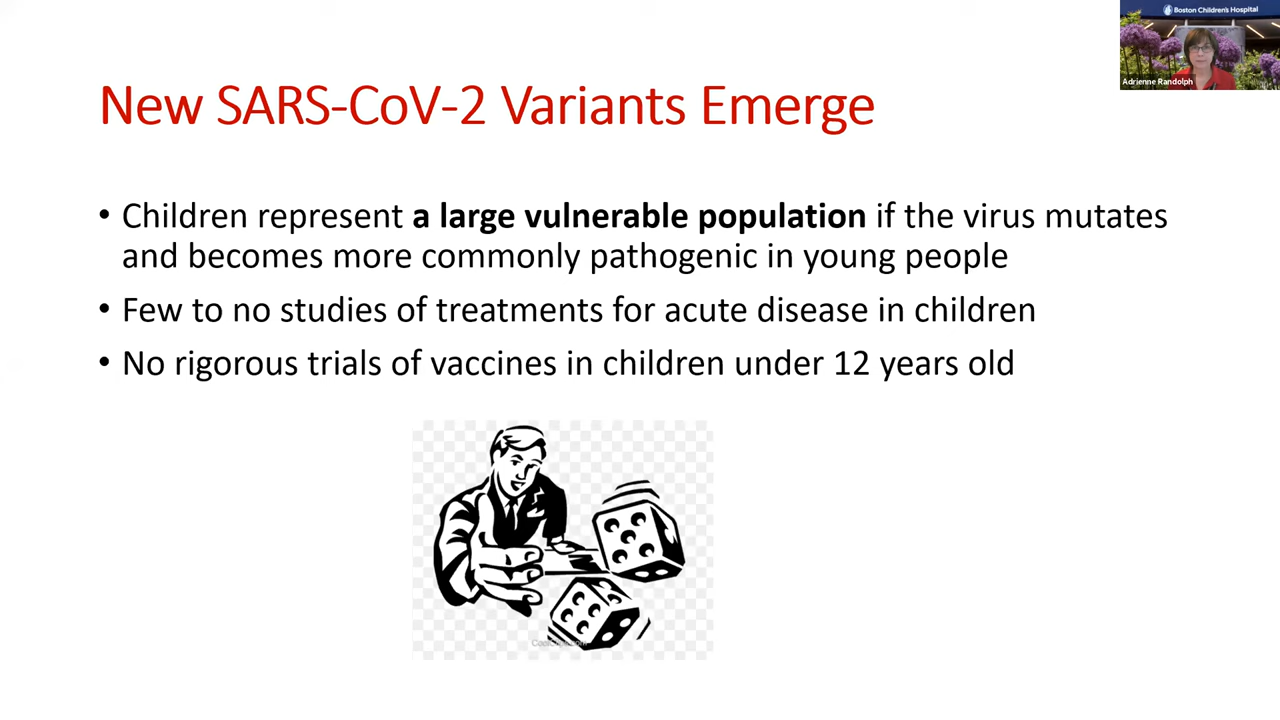 Boston Children's Hospital
Adrienne Randolph
New SARS-CoV-2 Variants Emerge
• Children represent a large vulnerable population if the virus mutates
and becomes more commonly pathogenic in young people
• Few to no studies of treatments for acute disease in children
• No rigorous trials of vaccines in children under 12 years old